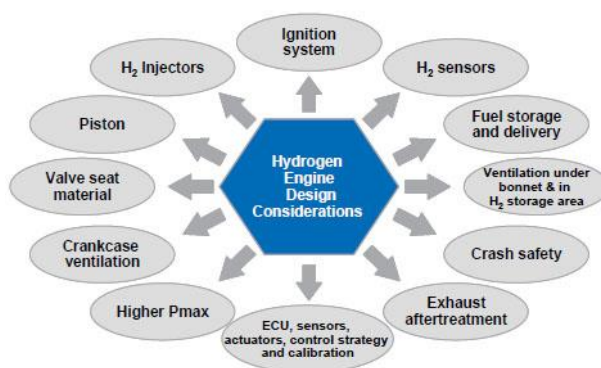 Ignition
system
H₂ Injectors
H₂ sensors
Piston
Fuel storage
and delivery
Hydrogen
Engine
Design
Considerations
Valve seat
material
Ventilation under
bonnet & in
H₂ storage area
Crankcase
ventilation
Crash safety
Higher Pmax
Exhaust
aftertreatment
ECU, sensors,
actuators, control strategy
and calibration